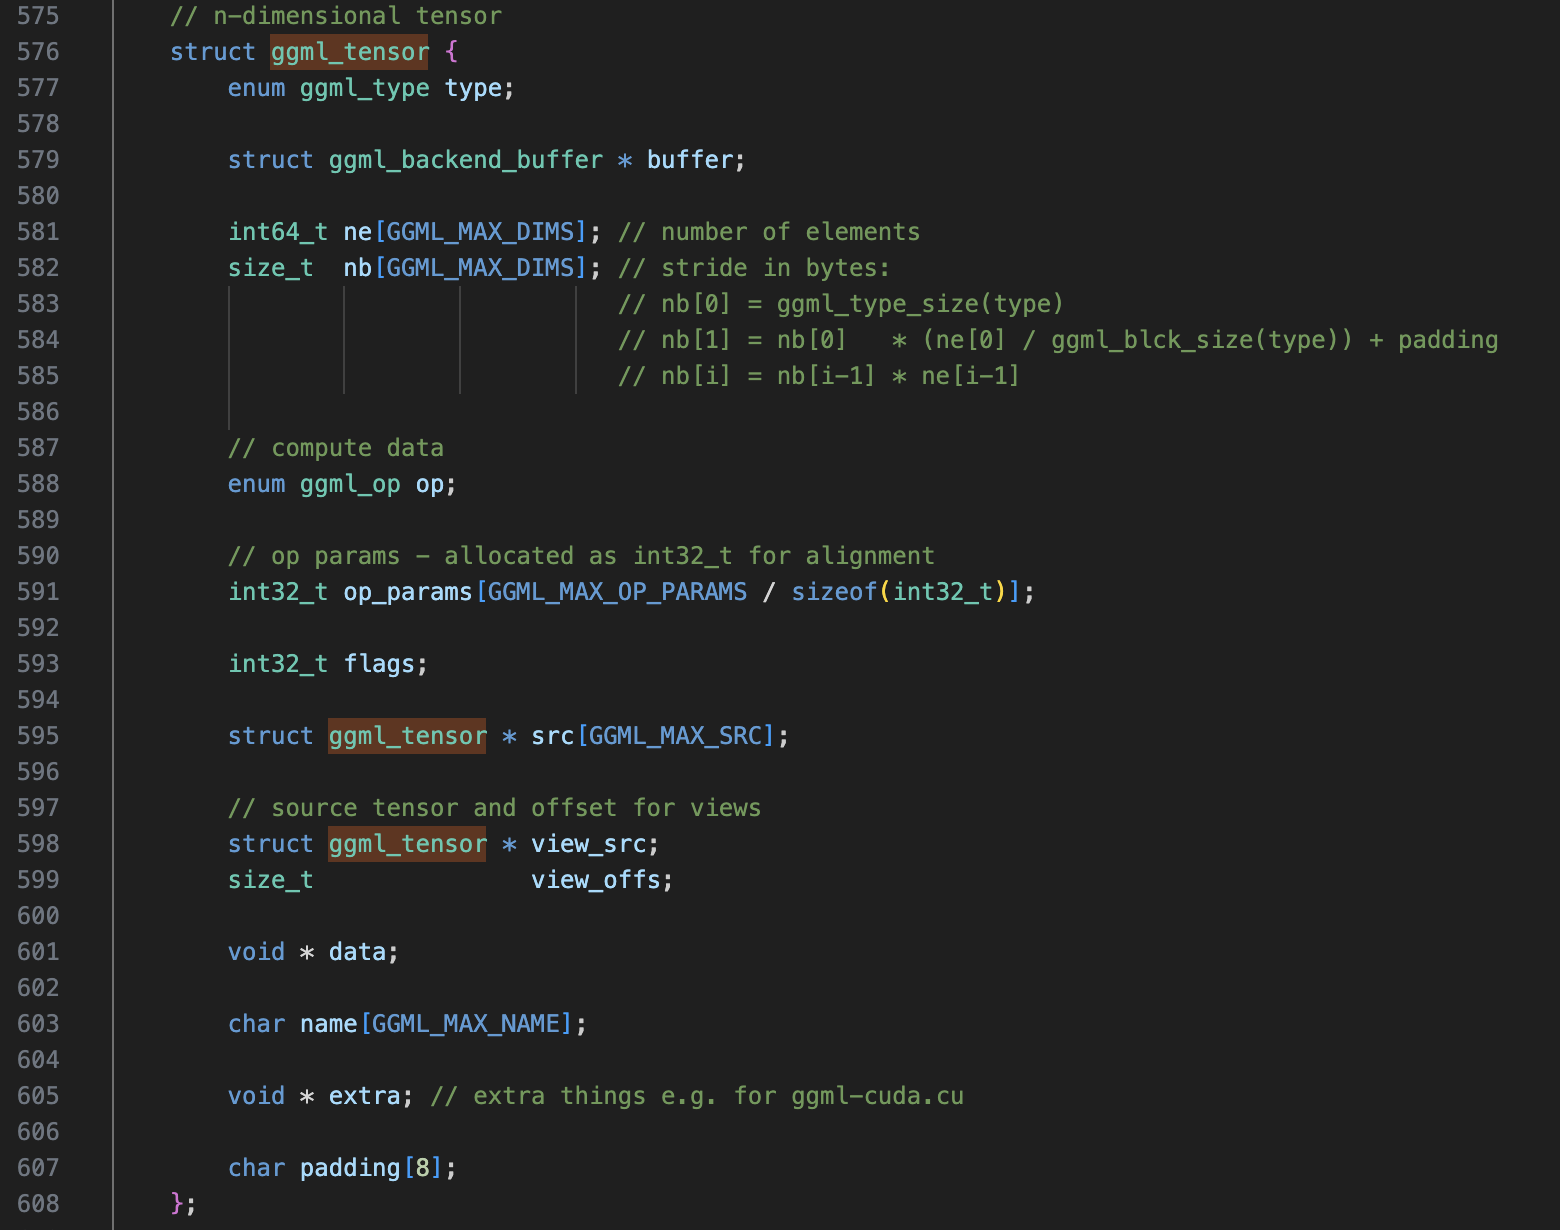 575 // n-dimensional tensor
576 struct ggml_tensor {
577 enum ggml_type type;
578
579 struct ggml_backend_buffer * buffer;
580
581 int64_t ne[GGML_MAX_DIMS]; // number of elements
582 size_t  nb[GGML_MAX_DIMS]; // stride in bytes:
583 // nb[0] = ggml_type_size(type)
584 // nb[1] = nb[0]   * (ne[0] / ggml_blck_size(type)) + padding
585 // nb[i] = nb[i-1] * ne[i-1]
586
587 // compute data
588 enum ggml_op op;
589
590 // op params - allocated as int32_t for alignment
591 int32_t op_params[GGML_MAX_OP_PARAMS / sizeof(int32_t)];
592
593 int32_t flags;
594
595 struct ggml_tensor * src[GGML_MAX_SRC];
596
597 // source tensor and offset for views
598 struct ggml_tensor * view_src;
599 size_t               view_offs;
600
601 void * data;
602
603 char name[GGML_MAX_NAME];
604
605 void * extra; // extra things e.g. for ggml-cuda.cu
606
607 char padding[8];
608 };